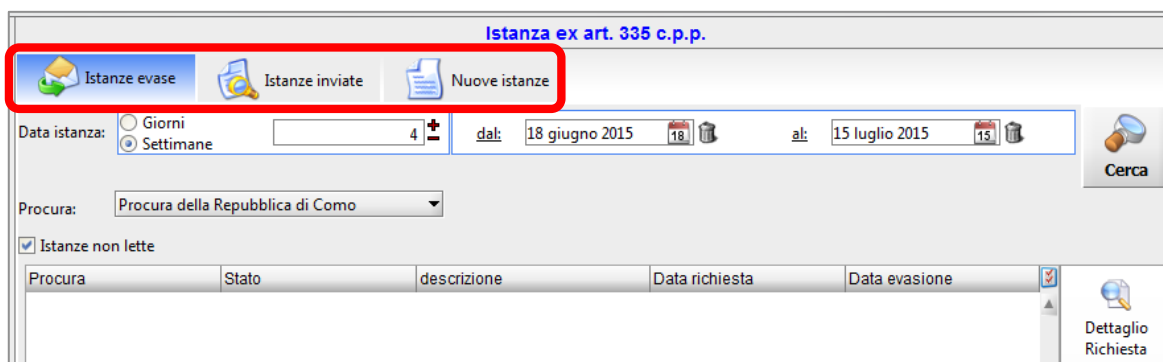 Istanza ex art. 335 c.p.p.
Istanze evase Istanze inviate Nuove istanze
Data istanza: Giorni Settimane 4 dal: 18 giugno 2015 18 al: 15 luglio 2015 15
Cerca
Procura: Procura della Repubblica di Como
Istanze non lette
Procura Stato descrizione Data richiesta Data evasione
Dettaglio
Richiesta